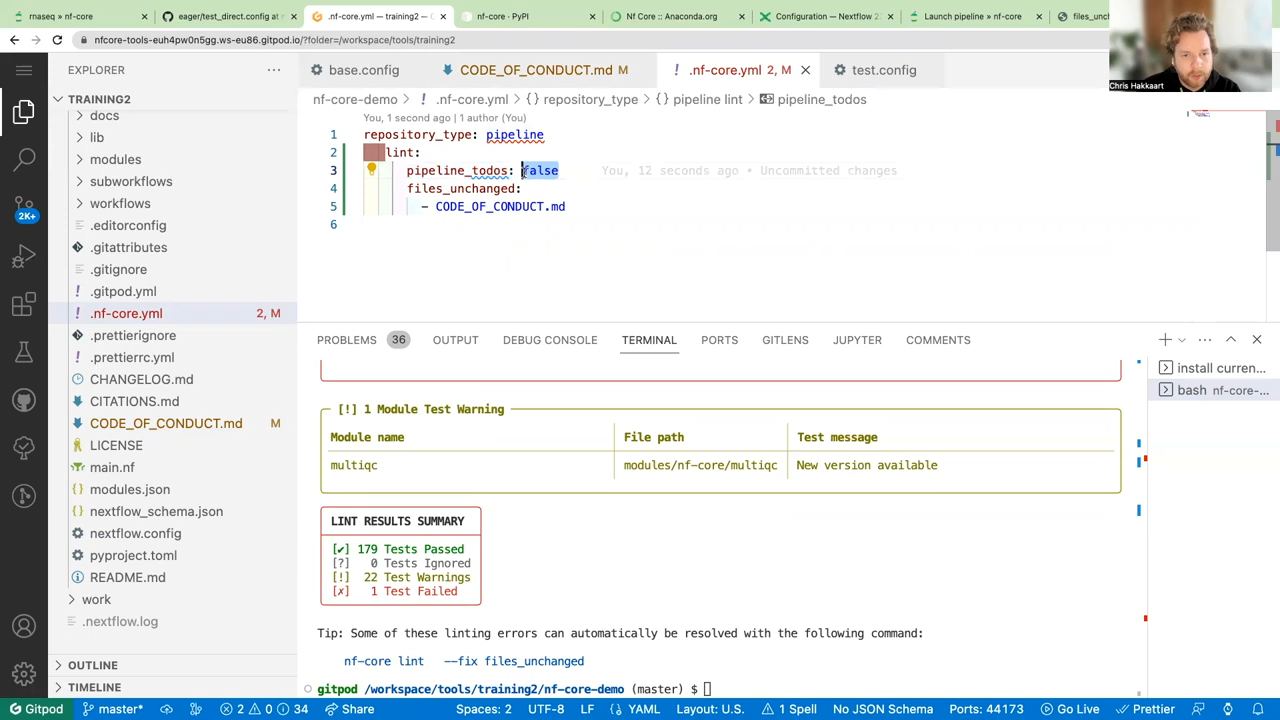 rnaseq » nf-core
eager/test_direct.config at
.nf-core.yml — training2 —
nf-core · PyPI
Nf Core :: Anaconda.org
Configuration — Nextflow 23
Launch pipeline » nf-core
files_unch
nfcore-tools-euh4pw0n5gg.ws-eu86.gitpod.io/?folder=/workspace/tools/training2
Chris Hakkaart
EXPLORER
base.config
CODE_OF_CONDUCT.md M
.nf-core.yml 2, M
test.config
TRAINING2
nf-core-demo > .nf-core.yml > {} repository_type > {} pipeline lint > pipeline_todos
docs
lib
modules
subworkflows
workflows
.editorconfig
.gitattributes
.gitignore
.gitpod.yml
.nf-core.yml 2, M
.prettierignore
.prettierrc.yml
CHANGELOG.md
CITATIONS.md
CODE_OF_CONDUCT.md M
LICENSE
main.nf
modules.json
nextflow_schema.json
nextflow.config
pyproject.toml
README.md
work
.nextflow.log
OUTLINE
TIMELINE
2K+
You, 1 second ago | 1 author (You)
1 repository_type: pipeline
2 lint:
3 pipeline_todos: false You, 12 seconds ago • Uncommitted changes
4 files_unchanged:
5 - CODE_OF_CONDUCT.md
6
PROBLEMS 36 OUTPUT DEBUG CONSOLE TERMINAL PORTS GITLENS JUPYTER COMMENTS
install curren...
bash nf-core-...
[!] 1 Module Test Warning
Module name File path Test message
multiqc modules/nf-core/multiqc New version available
LINT RESULTS SUMMARY
[✔] 179 Tests Passed
[?] 0 Tests Ignored
[!] 22 Test Warnings
[✗] 1 Test Failed
Tip: Some of these linting errors can automatically be resolved with the following command:
nf-core lint --fix files_unchanged
gitpod /workspace/tools/training2/nf-core-demo (master) $
Gitpod master* 2 0 34 Share Spaces: 2 UTF-8 LF {} YAML Layout: U.S. 1 Spell No JSON Schema Ports: 44173 Go Live Prettier